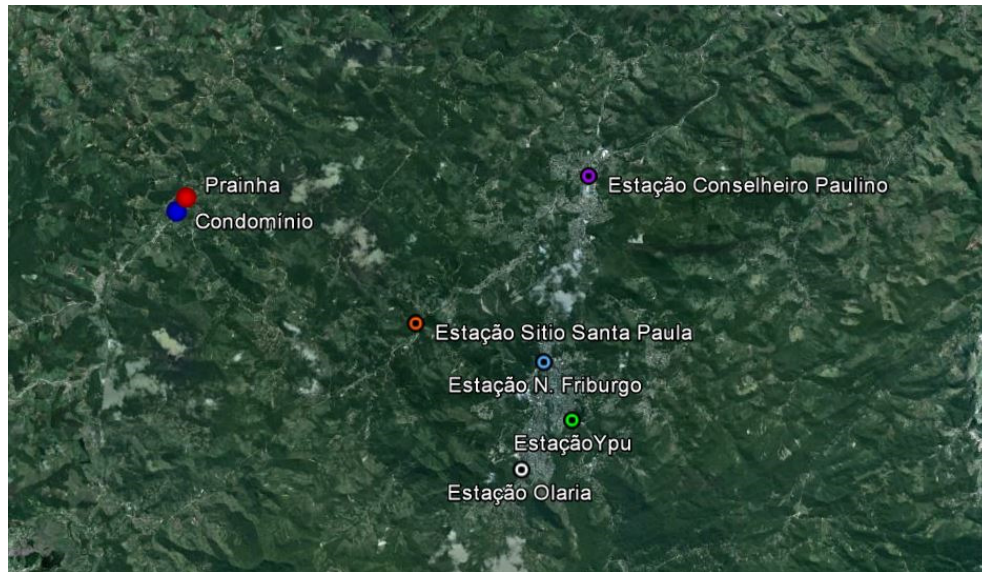 Prainha
Estação Conselheiro Paulino
Condomínio
Estação Sitio Santa Paula
Estação N. Friburgo
EstaçãoYpu
Estação Olaria